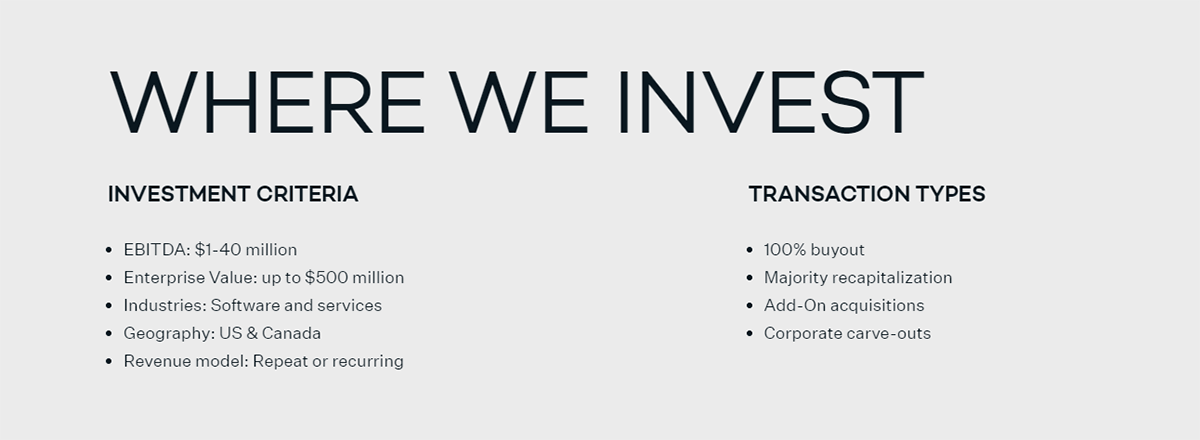 WHERE WE INVEST
INVESTMENT CRITERIA
• EBITDA: $1-40 million
• Enterprise Value: up to $500 million
• Industries: Software and services
• Geography: US & Canada
• Revenue model: Repeat or recurring
TRANSACTION TYPES
• 100% buyout
• Majority recapitalization
• Add-On acquisitions
• Corporate carve-outs